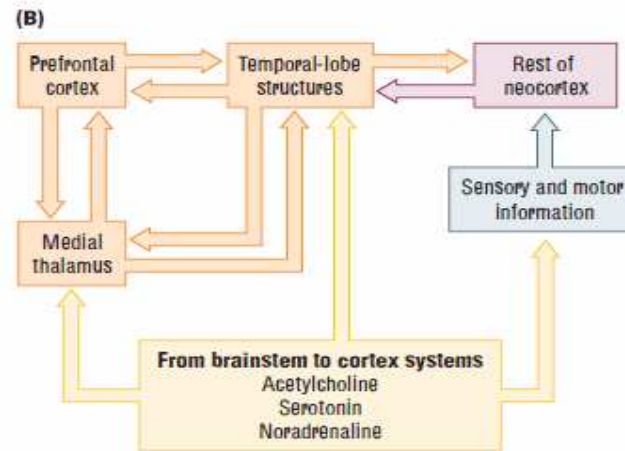 (B)
Prefrontal
cortex
Temporal-lobe
structures
Rest of
neocortex
Sensory and motor
information
Medial
thalamus
From brainstem to cortex systems
Acetylcholine
Serotonin
Noradrenaline